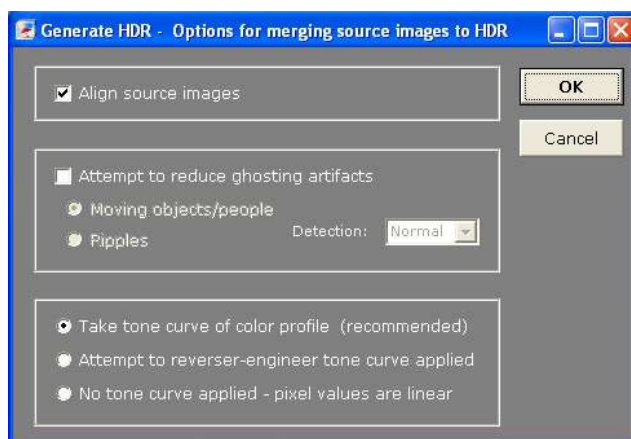 Generate HDR - Options for merging source images to HDR
Align source images
OK
Cancel
Attempt to reduce ghosting artifacts
Moving objects/people
Ripples
Detection:
Normal
Take tone curve of color profile (recommended)
Attempt to reverser-engineer tone curve applied
No tone curve applied - pixel values are linear